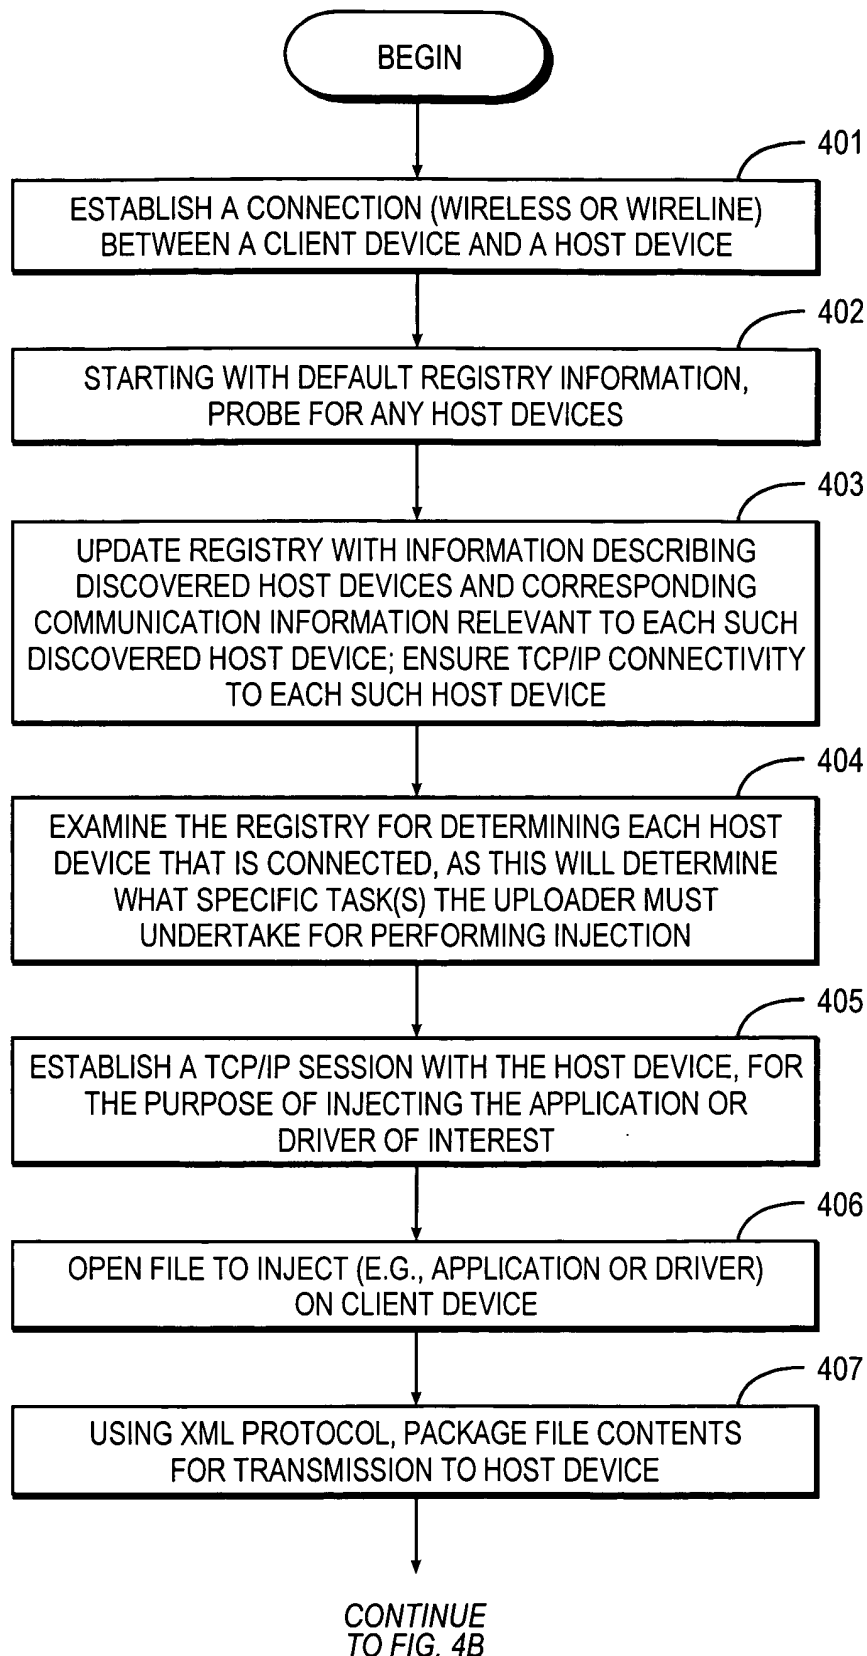 BEGIN
401
ESTABLISH A CONNECTION (WIRELESS OR WIRELINE)
BETWEEN A CLIENT DEVICE AND A HOST DEVICE
402
STARTING WITH DEFAULT REGISTRY INFORMATION,
PROBE FOR ANY HOST DEVICES
403
UPDATE REGISTRY WITH INFORMATION DESCRIBING
DISCOVERED HOST DEVICES AND CORRESPONDING
COMMUNICATION INFORMATION RELEVANT TO EACH SUCH
DISCOVERED HOST DEVICE; ENSURE TCP/IP CONNECTIVITY
TO EACH SUCH HOST DEVICE
404
EXAMINE THE REGISTRY FOR DETERMINING EACH HOST
DEVICE THAT IS CONNECTED, AS THIS WILL DETERMINE
WHAT SPECIFIC TASK(S) THE UPLOADER MUST
UNDERTAKE FOR PERFORMING INJECTION
405
ESTABLISH A TCP/IP SESSION WITH THE HOST DEVICE, FOR
THE PURPOSE OF INJECTING THE APPLICATION OR
DRIVER OF INTEREST
406
OPEN FILE TO INJECT (E.G., APPLICATION OR DRIVER)
ON CLIENT DEVICE
407
USING XML PROTOCOL, PACKAGE FILE CONTENTS
FOR TRANSMISSION TO HOST DEVICE
CONTINUE
TO FIG. 4B